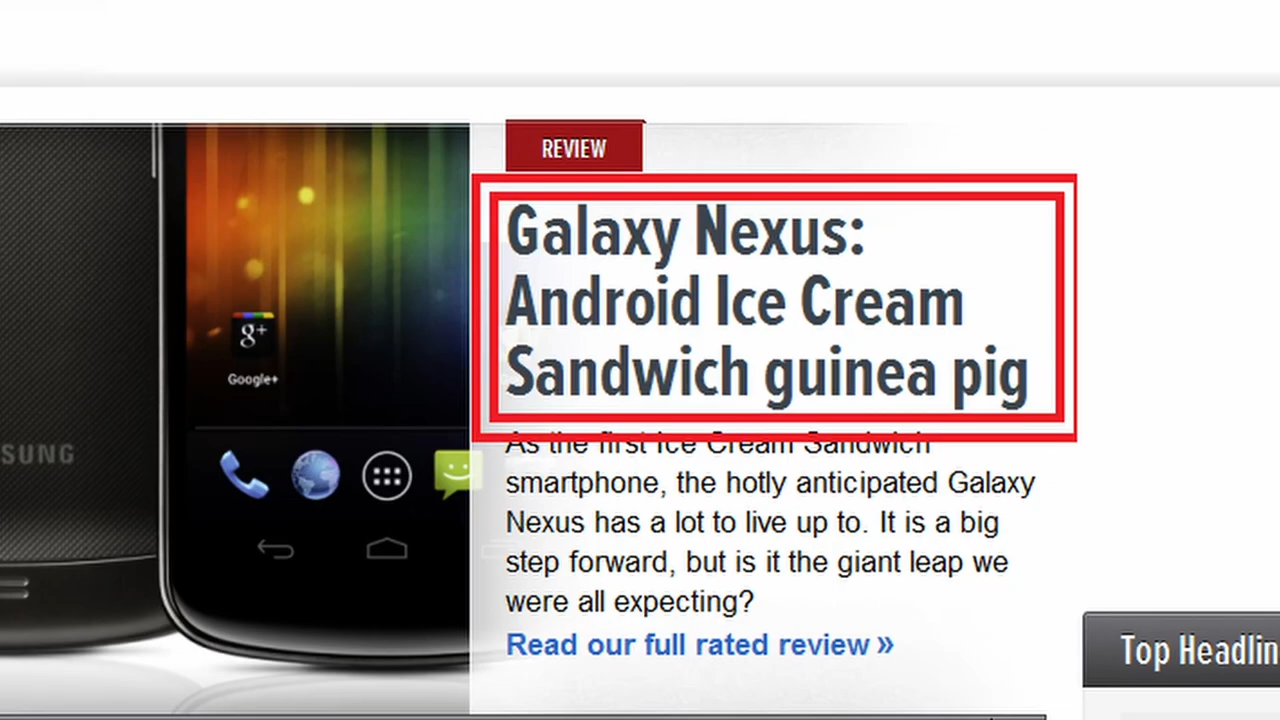 REVIEW
Galaxy Nexus:
Android Ice Cream
Sandwich guinea pig
As the first Ice Cream Sandwich
smartphone, the hotly anticipated Galaxy
Nexus has a lot to live up to. It is a big
step forward, but is it the giant leap we
were all expecting?
Read our full rated review »
g+
Google+
SUNG
Top Headlin